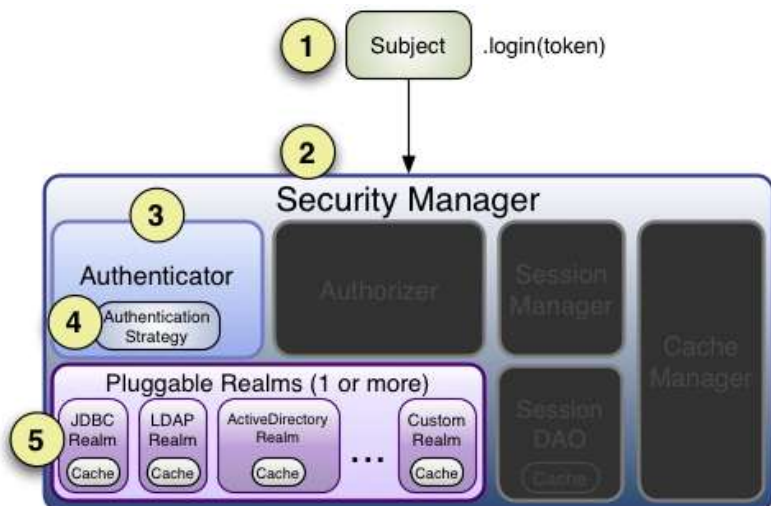 1
Subject
.login(token)
2
Security Manager
3
Authenticator
4
Authentication
Strategy
Authorizer
Session
Manager
Cache
Manager
Pluggable Realms (1 or more)
5
JDBC
Realm
Cache
LDAP
Realm
Cache
ActiveDirectory
Realm
Cache
...
Custom
Realm
Cache
Session
DAO
Cache